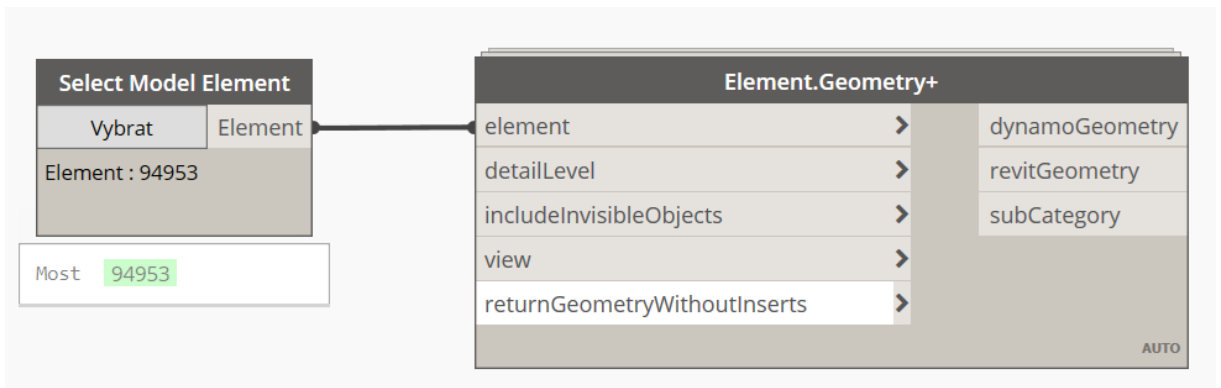 Select Model Element
Vybrat
Element
Element : 94953
Most 94953
Element.Geometry+
element
detailLevel
includeInvisibleObjects
view
returnGeometryWithoutInserts
dynamoGeometry
revitGeometry
subCategory
AUTO